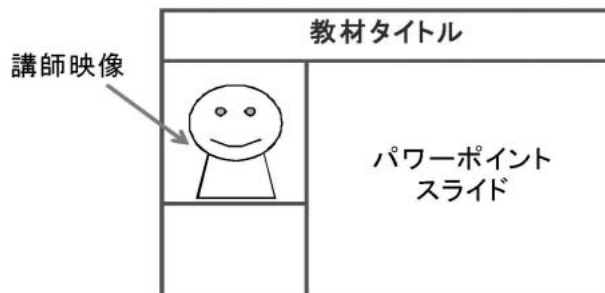 教材タイトル
講師映像
パワーポイント
スライド